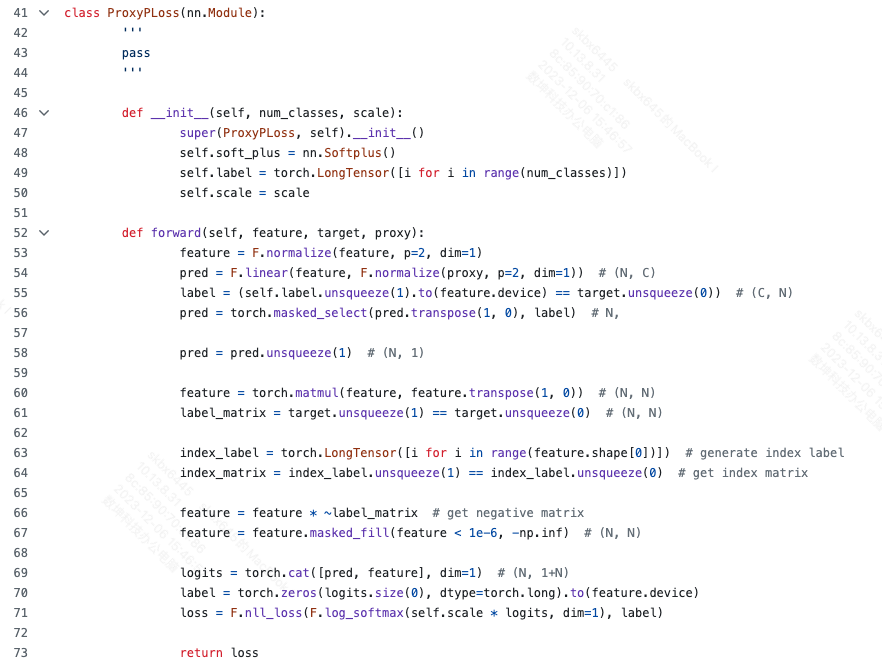 41 class ProxyPLoss(nn.Module):
42 '''
43 pass
44 '''
45
46 def __init__(self, num_classes, scale):
47 super(ProxyPLoss, self).__init__()
48 self.soft_plus = nn.Softplus()
49 self.label = torch.LongTensor([i for i in range(num_classes)])
50 self.scale = scale
51
52 def forward(self, feature, target, proxy):
53 feature = F.normalize(feature, p=2, dim=1)
54 pred = F.linear(feature, F.normalize(proxy, p=2, dim=1)) # (N, C)
55 label = (self.label.unsqueeze(1).to(feature.device) == target.unsqueeze(0)) # (C, N)
56 pred = torch.masked_select(pred.transpose(1, 0), label) # N,
57
58 pred = pred.unsqueeze(1) # (N, 1)
59
60 feature = torch.matmul(feature, feature.transpose(1, 0)) # (N, N)
61 label_matrix = target.unsqueeze(1) == target.unsqueeze(0) # (N, N)
62
63 index_label = torch.LongTensor([i for i in range(feature.shape[0])]) # generate index label
64 index_matrix = index_label.unsqueeze(1) == index_label.unsqueeze(0) # get index matrix
65
66 feature = feature * ~label_matrix # get negative matrix
67 feature = feature.masked_fill(feature < 1e-6, -np.inf) # (N, N)
68
69 logits = torch.cat([pred, feature], dim=1) # (N, 1+N)
70 label = torch.zeros(logits.size(0), dtype=torch.long).to(feature.device)
71 loss = F.nll_loss(F.log_softmax(self.scale * logits, dim=1), label)
72
73 return loss